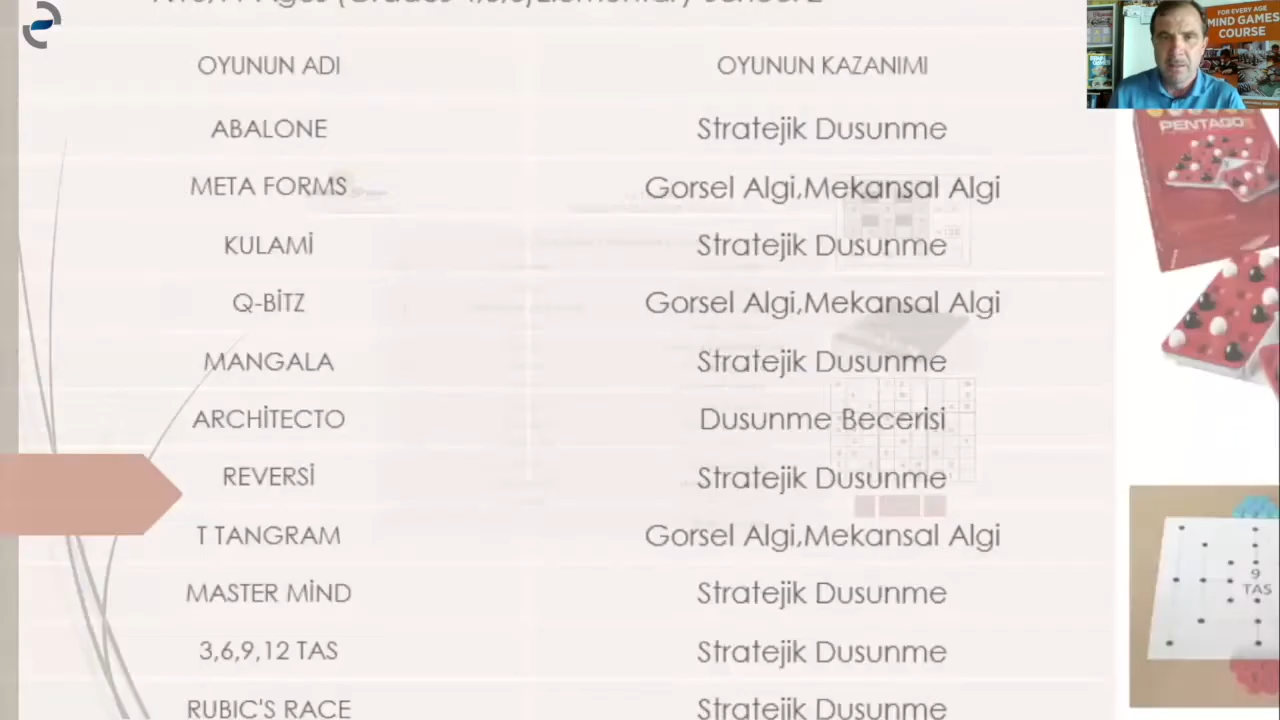 OYUNUN ADI OYUNUN KAZANIMI
ABALONE Stratejik Dusunme
META FORMS Gorsel Algi,Mekansal Algi
KULAMİ Stratejik Dusunme
Q-BİTZ Gorsel Algi,Mekansal Algi
MANGALA Stratejik Dusunme
ARCHİTECTO Dusunme Becerisi
REVERSİ Stratejik Dusunme
T TANGRAM Gorsel Algi,Mekansal Algi
MASTER MİND Stratejik Dusunme
3,6,9,12 TAS Stratejik Dusunme
RUBIC'S RACE Stratejik Dusunme
FOR EVERY AGE
MIND GAMES
COURSE
PENTAGO
9
TAS